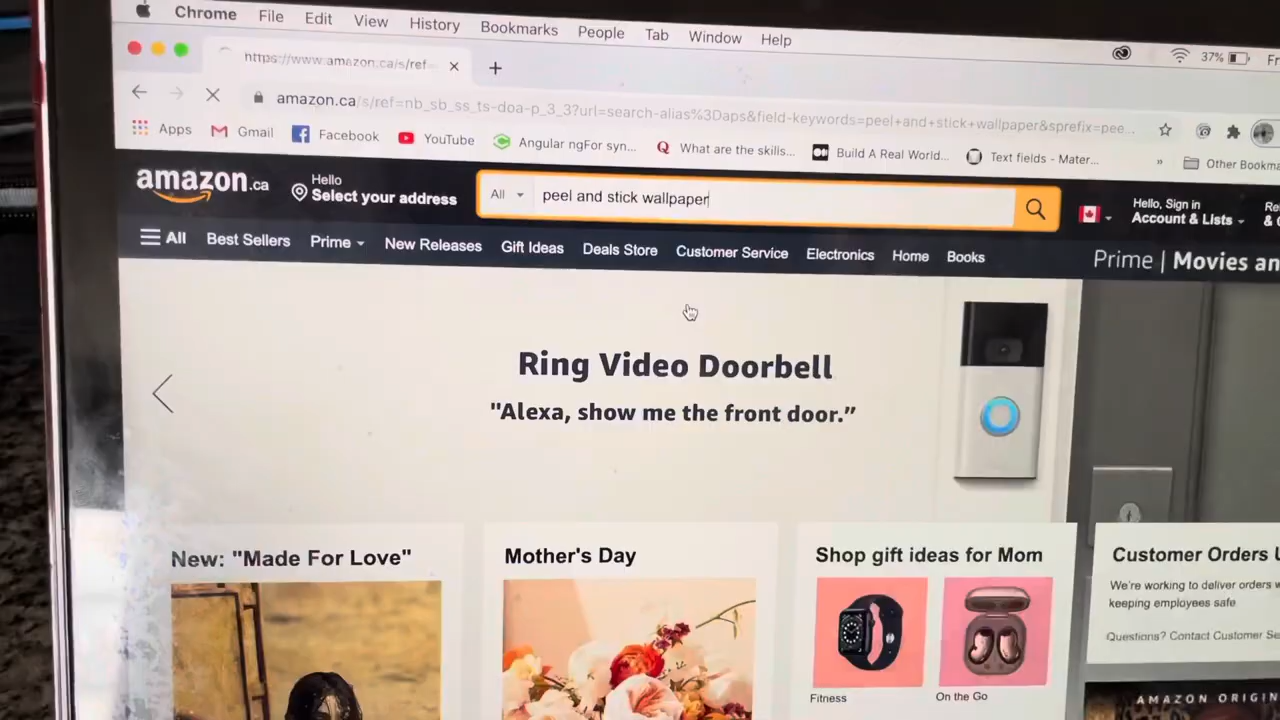 Chrome File Edit View History Bookmarks People Tab Window Help
37%
https://www.amazon.ca/s/ref=
amazon.ca/s/ref=nb_sb_ss_ts-doa-p_3_3?url=search-alias%3Daps&field-keywords=peel+and+stick+wallpaper&sprefix=pee...
Apps Gmail Facebook YouTube Angular ngFor syn... What are the skills... Build A Real World... Text fields - Mater... » Other Bookma
amazon.ca
Hello
Select your address
All peel and stick wallpaper
Hello, Sign in
Account & Lists
Re
&
All Best Sellers Prime New Releases Gift Ideas Deals Store Customer Service Electronics Home Books
Prime | Movies an
Ring Video Doorbell
"Alexa, show me the front door.”
New: "Made For Love"
Mother's Day
Shop gift ideas for Mom
Fitness
On the Go
Customer Orders
We're working to deliver orders w
keeping employees safe
Questions? Contact Customer Se
AMAZON ORIGIN